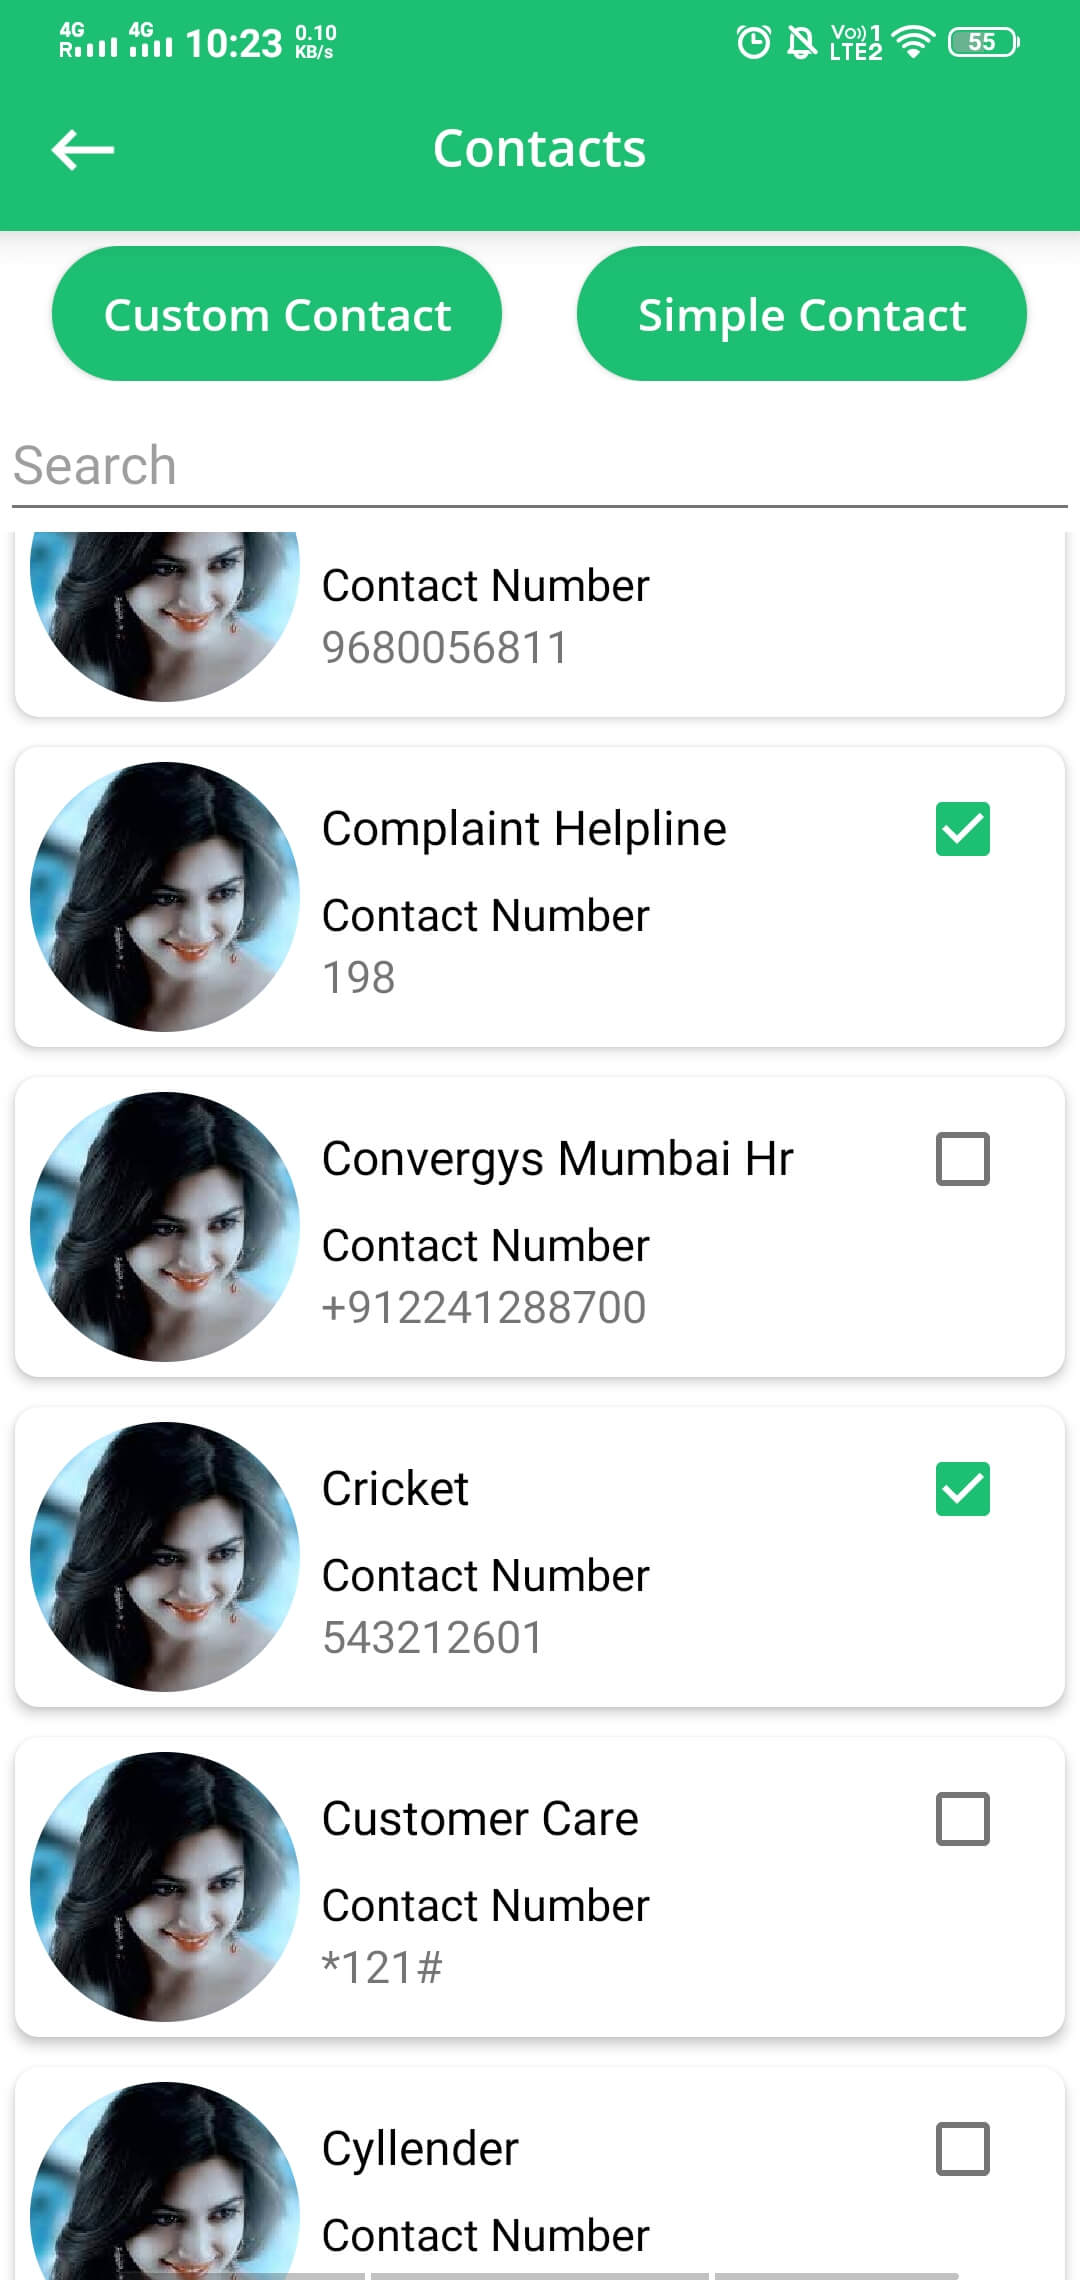 4G 4G 10:23 0.10
R KB/s
Vo)) 1
LTE2
55
Contacts
Custom Contact Simple Contact
Search
Contact Number
9680056811
Complaint Helpline
Contact Number
198
Convergys Mumbai Hr
Contact Number
+912241288700
Cricket
Contact Number
543212601
Customer Care
Contact Number
*121#
Cyllender
Contact Number